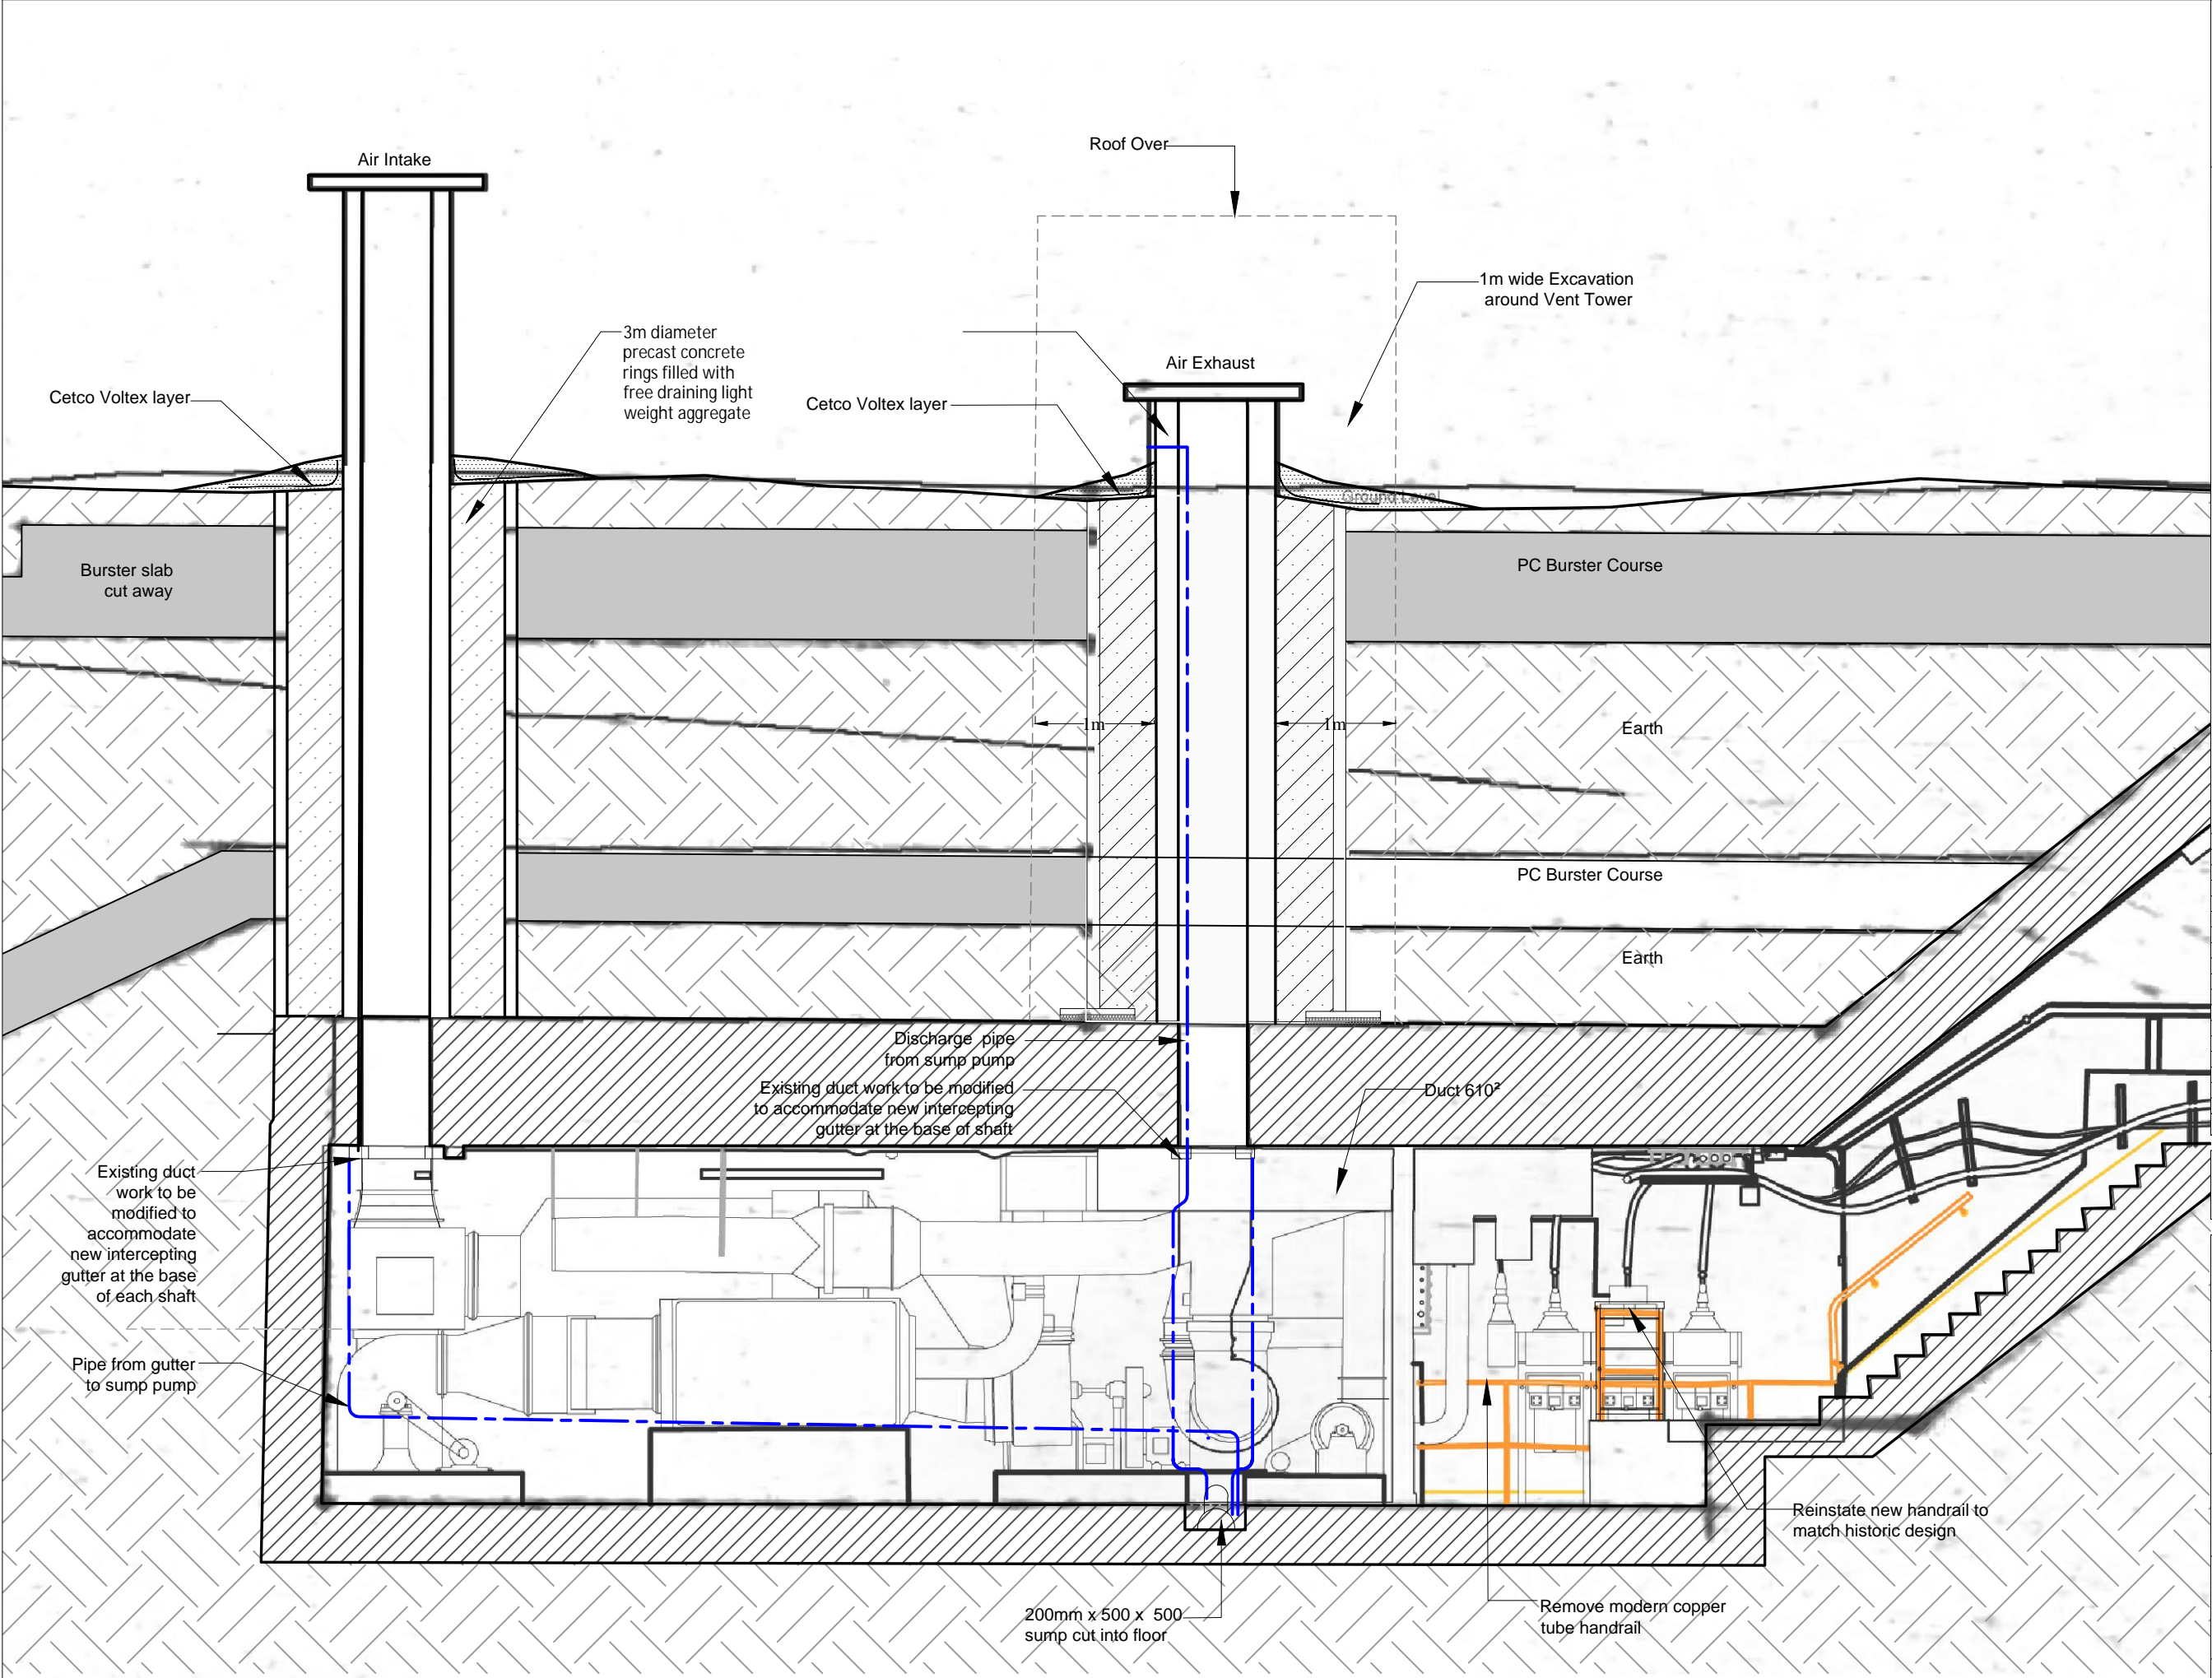 Roof Over
Air Intake
1m wide Excavation
around Vent Tower
3m diameter
precast concrete
rings filled with
free draining light
weight aggregate
Air Exhaust
Cetco Voltex layer
Cetco Voltex layer
Ground Level
Burster slab
cut away
PC Burster Course
1m
1m
Earth
PC Burster Course
Earth
Discharge pipe
from sump pump
Existing duct work to be modified
to accommodate new intercepting
gutter at the base of shaft
Duct 610²
Existing duct
work to be
modified to
accommodate
new intercepting
gutter at the base
of each shaft
Pipe from gutter
to sump pump
Reinstate new handrail to
match historic design
200mm x 500 x 500
sump cut into floor
Remove modern copper
tube handrail